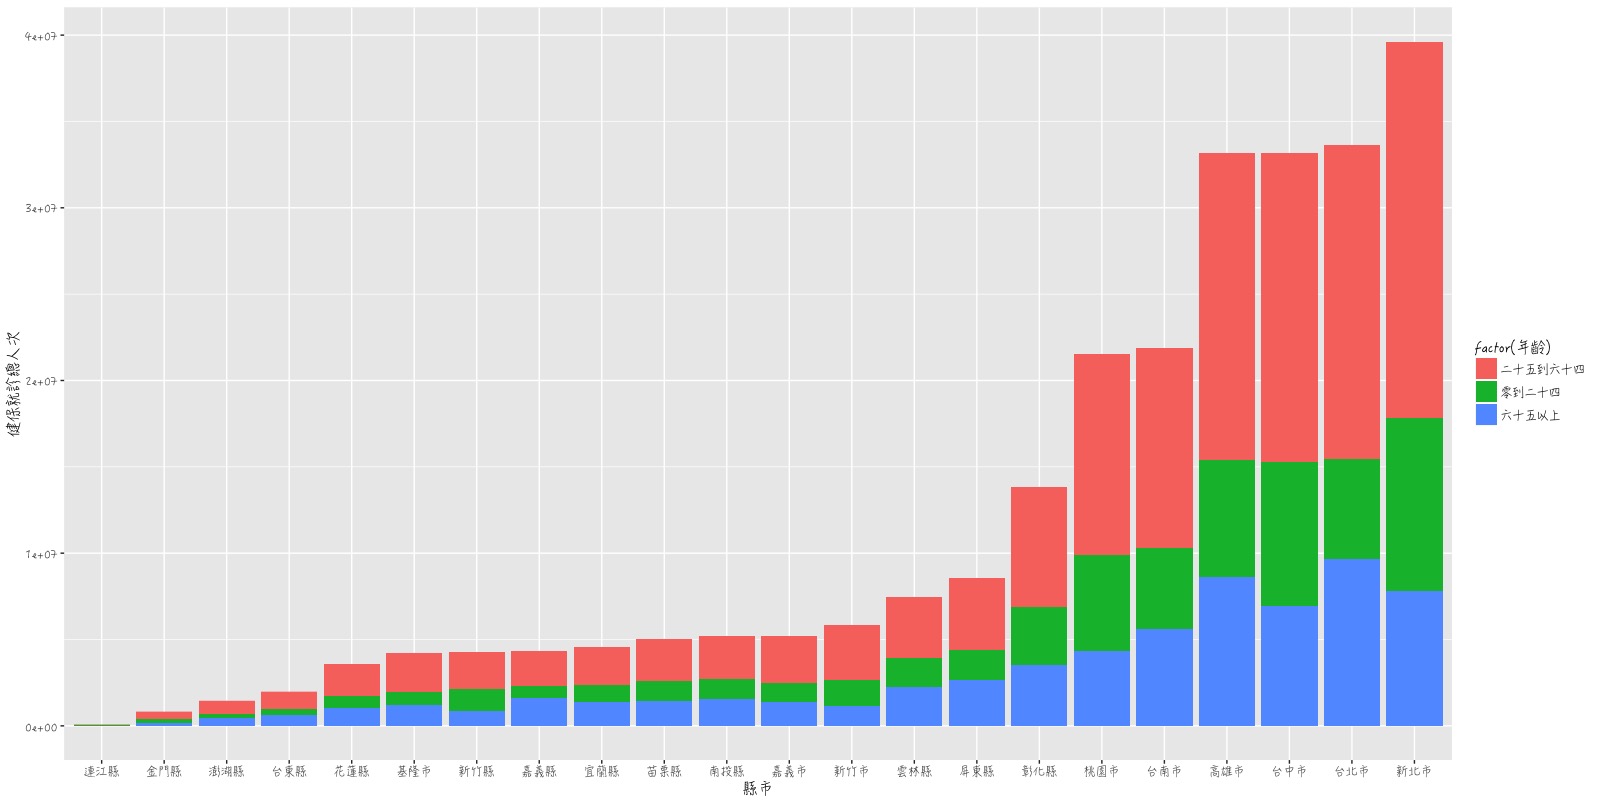 4e+07
3e+07
2e+07
1e+07
0e+00
健保就診總人次
連江縣 金門縣 澎湖縣 台東縣 花蓮縣 基隆市 新竹縣 嘉義縣 宜蘭縣 苗栗縣 南投縣 嘉義市 新竹市 雲林縣 屏東縣 彰化縣 桃園市 台南市 高雄市 台中市 台北市 新北市
縣市
factor(年齡)
二十五到六十四
零到二十四
六十五以上